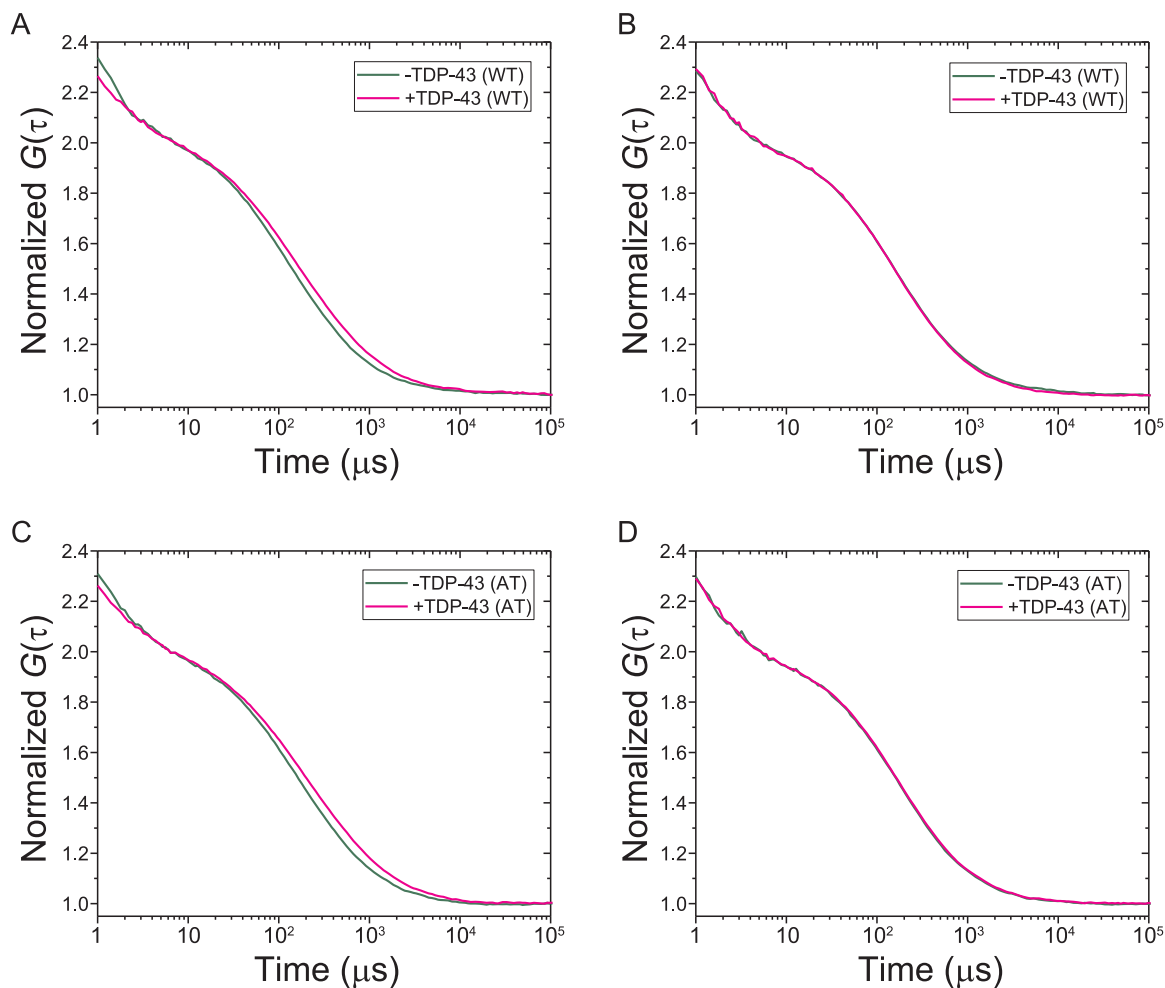 A
2.4
2.2
2.0
1.8
1.6
1.4
1.2
1.0
Normalized G(τ)
-TDP-43 (WT)
+TDP-43 (WT)
1 10 10² 10³ 10⁴ 10⁵
Time (μs)
B
2.4
2.2
2.0
1.8
1.6
1.4
1.2
1.0
Normalized G(τ)
-TDP-43 (WT)
+TDP-43 (WT)
1 10 10² 10³ 10⁴ 10⁵
Time (μs)
C
2.4
2.2
2.0
1.8
1.6
1.4
1.2
1.0
Normalized G(τ)
-TDP-43 (AT)
+TDP-43 (AT)
1 10 10² 10³ 10⁴ 10⁵
Time (μs)
D
2.4
2.2
2.0
1.8
1.6
1.4
1.2
1.0
Normalized G(τ)
-TDP-43 (AT)
+TDP-43 (AT)
1 10 10² 10³ 10⁴ 10⁵
Time (μs)